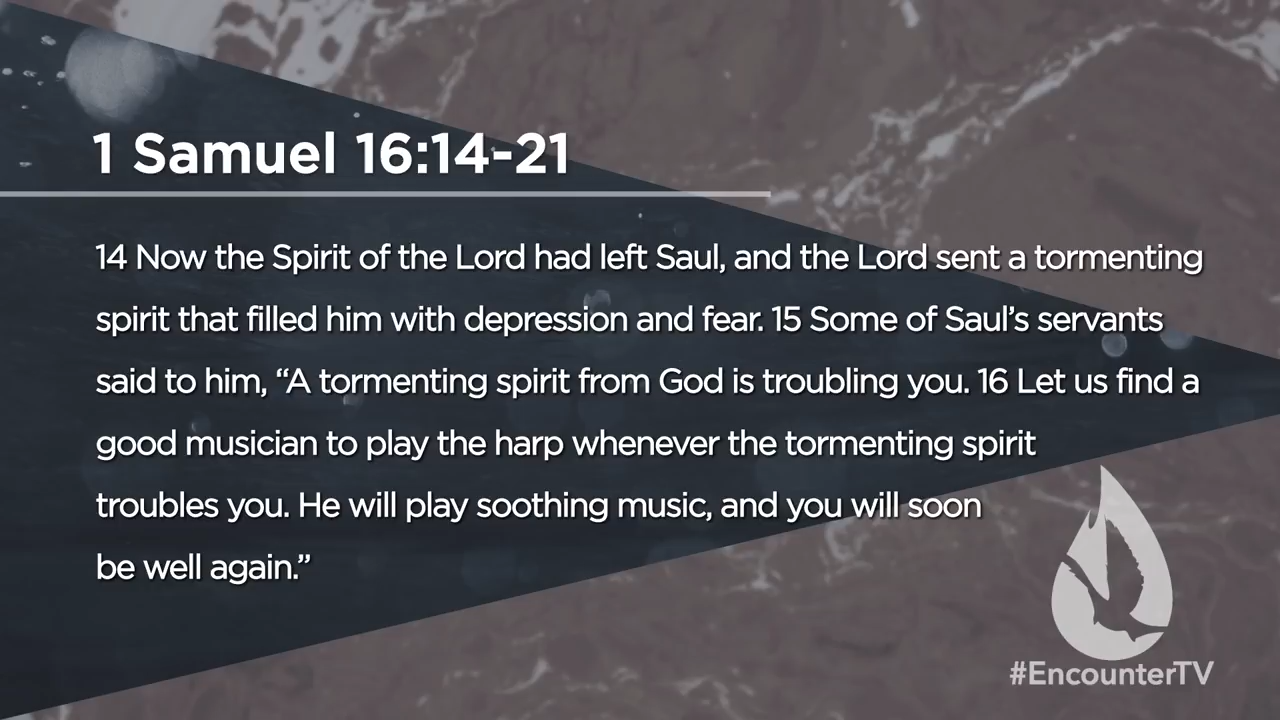 1 Samuel 16:14-21
14 Now the Spirit of the Lord had left Saul, and the Lord sent a tormenting
spirit that filled him with depression and fear. 15 Some of Saul’s servants
said to him, “A tormenting spirit from God is troubling you. 16 Let us find a
good musician to play the harp whenever the tormenting spirit
troubles you. He will play soothing music, and you will soon
be well again.”
#EncounterTV